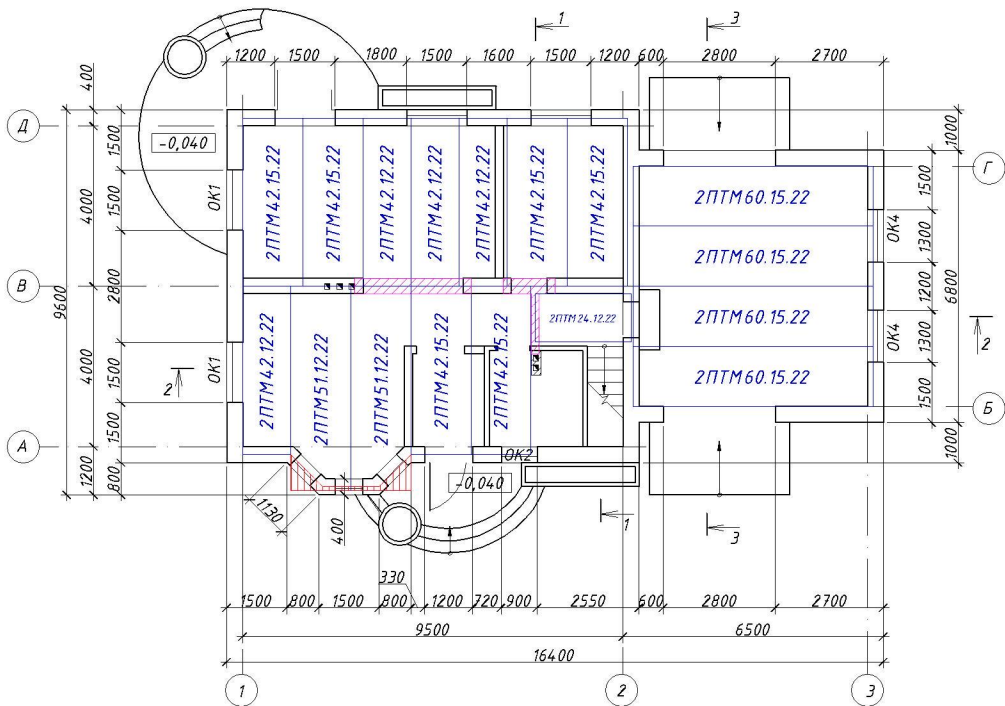 1
3
1200 1500 1800 1500 1600 1500 1200 600 2800 2700
400
Д
-0,040
1500
1000
Г
2ПТМ42.15.22
2ПТМ42.15.22
2ПТМ42.12.22
2ПТМ42.12.22
2ПТМ42.12.22
2ПТМ42.15.22
2ПТМ42.15.22
2ПТМ60.15.22
1500
4000
1500
ОК1
ОК4
1300
2ПТМ60.15.22
В
9600
2800
1200
6800
2ПТМ42.12.22
2ПТМ51.12.22
2ПТМ51.12.22
2ПТМ42.15.22
2ПТМ42.15.22
2ПТМ24.12.22
2ПТМ60.15.22
4000
1500
ОК1
ОК4
1300
2
2
2ПТМ60.15.22
1500
Б
1500
А
1000
1200
800
ОК2
-0,040
1130
400
1
3
330
1500 800 1500 800 1200 720 900 2550 600 2800 2700
9500 6500
16400
1 2 3